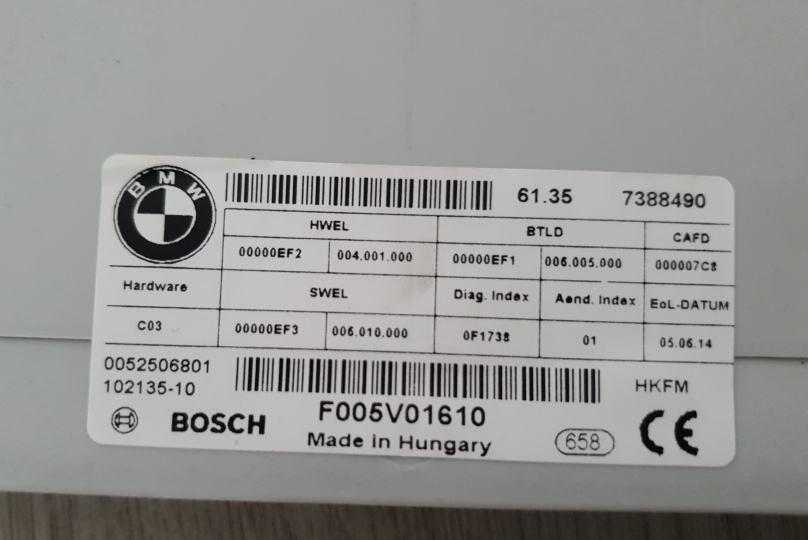 BMW
61.35 7388490
HWEL BTLD CAFD
00000EF2 004.001.000 00000EF1 006.005.000 000007C8
Hardware SWEL Diag. Index Aend. Index EoL-DATUM
C03 00000EF3 006.010.000 0F1738 01 05.06.14
0052506801
102135-10 HKFM
BOSCH F005V01610
Made in Hungary 658 CE